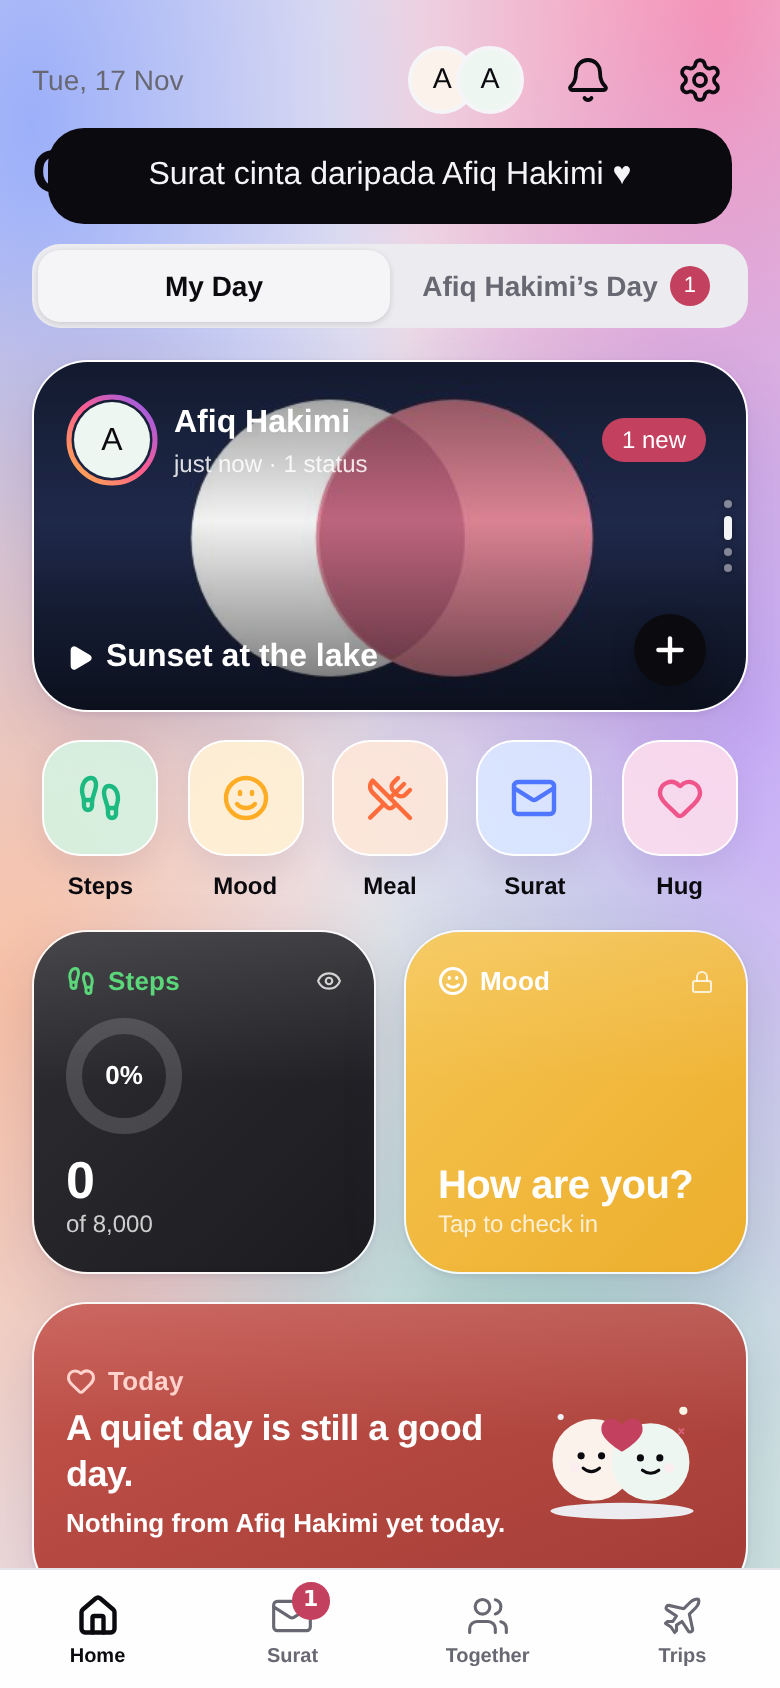 Tue, 17 Nov
A A
Surat cinta daripada Afiq Hakimi ♥
My Day
Afiq Hakimi’s Day 1
A
Afiq Hakimi
just now · 1 status
1 new
Sunset at the lake
Steps
Mood
Meal
Surat
Hug
Steps
0%
0
of 8,000
Mood
How are you?
Tap to check in
Today
A quiet day is still a good
day.
Nothing from Afiq Hakimi yet today.
1
Home
Surat
Together
Trips